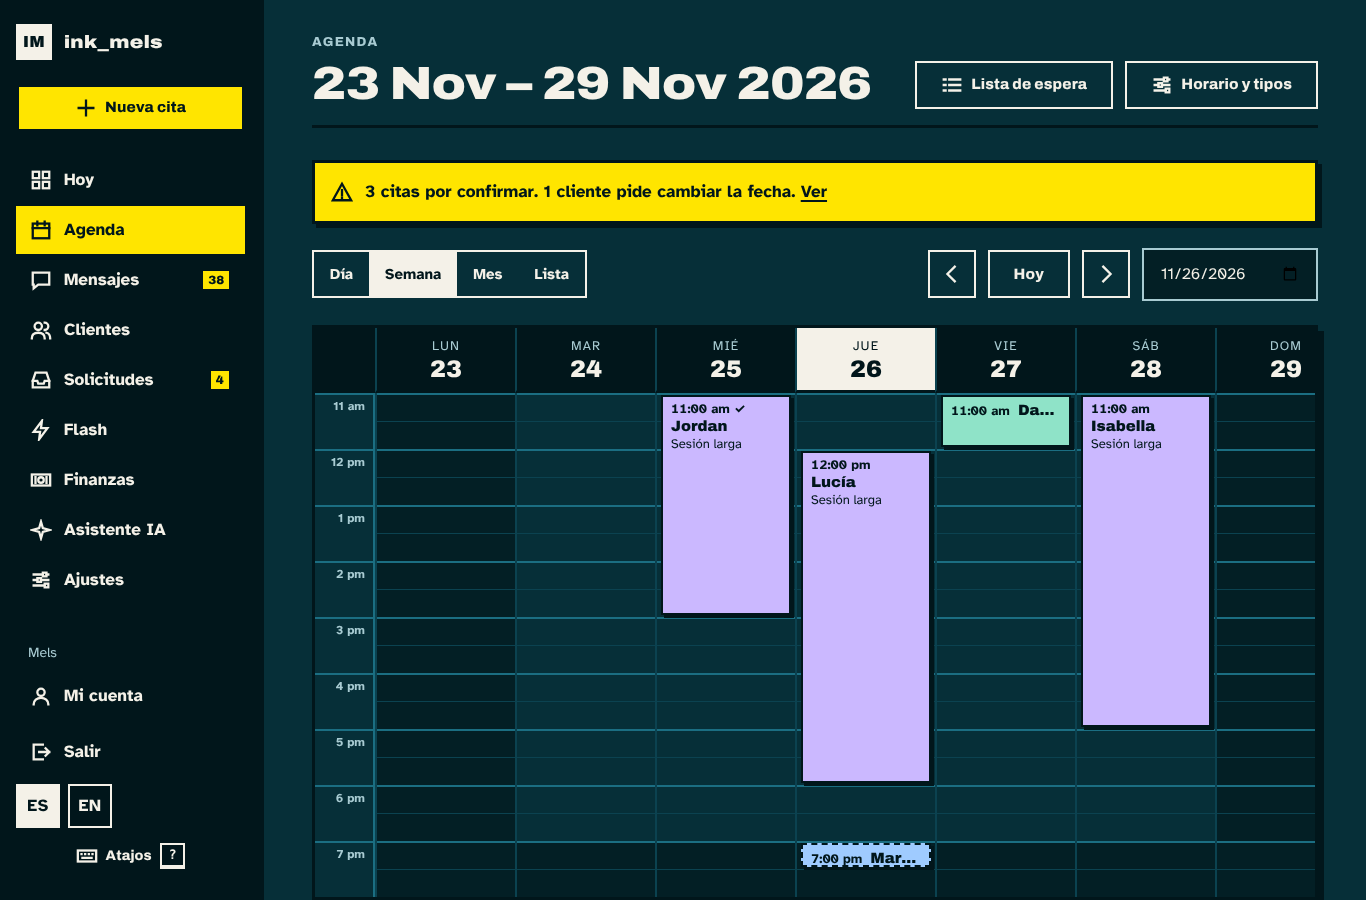 IM ink_mels
Nueva cita
Hoy
Agenda
Mensajes 38
Clientes
Solicitudes 4
Flash
Finanzas
Asistente IA
Ajustes
Mels
Mi cuenta
Salir
ES EN
Atajos ?
AGENDA
23 Nov – 29 Nov 2026
Lista de espera
Horario y tipos
3 citas por confirmar. 1 cliente pide cambiar la fecha. Ver
Día Semana Mes Lista
Hoy
11/26/2026
LUN 23
MAR 24
MIÉ 25
JUE 26
VIE 27
SÁB 28
DOM 29
11 am
12 pm
1 pm
2 pm
3 pm
4 pm
5 pm
6 pm
7 pm
11:00 am ✓
Jordan
Sesión larga
12:00 pm
Lucía
Sesión larga
7:00 pm Mar...
11:00 am Da...
11:00 am
Isabella
Sesión larga